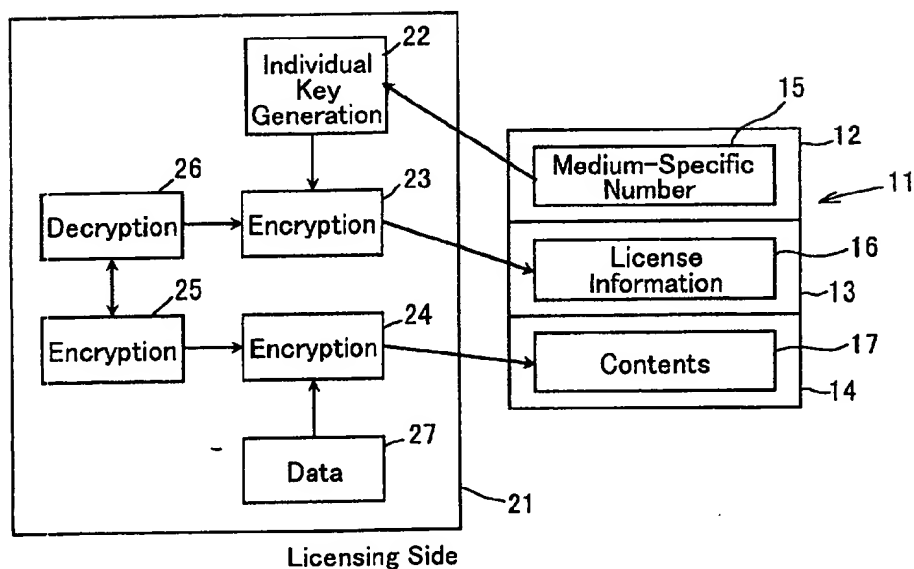 22
Individual
Key
Generation
15
12
Medium-Specific
Number
11
26
23
Decryption
Encryption
16
License
Information
13
25
24
Encryption
Encryption
17
Contents
14
27
Data
21
Licensing Side